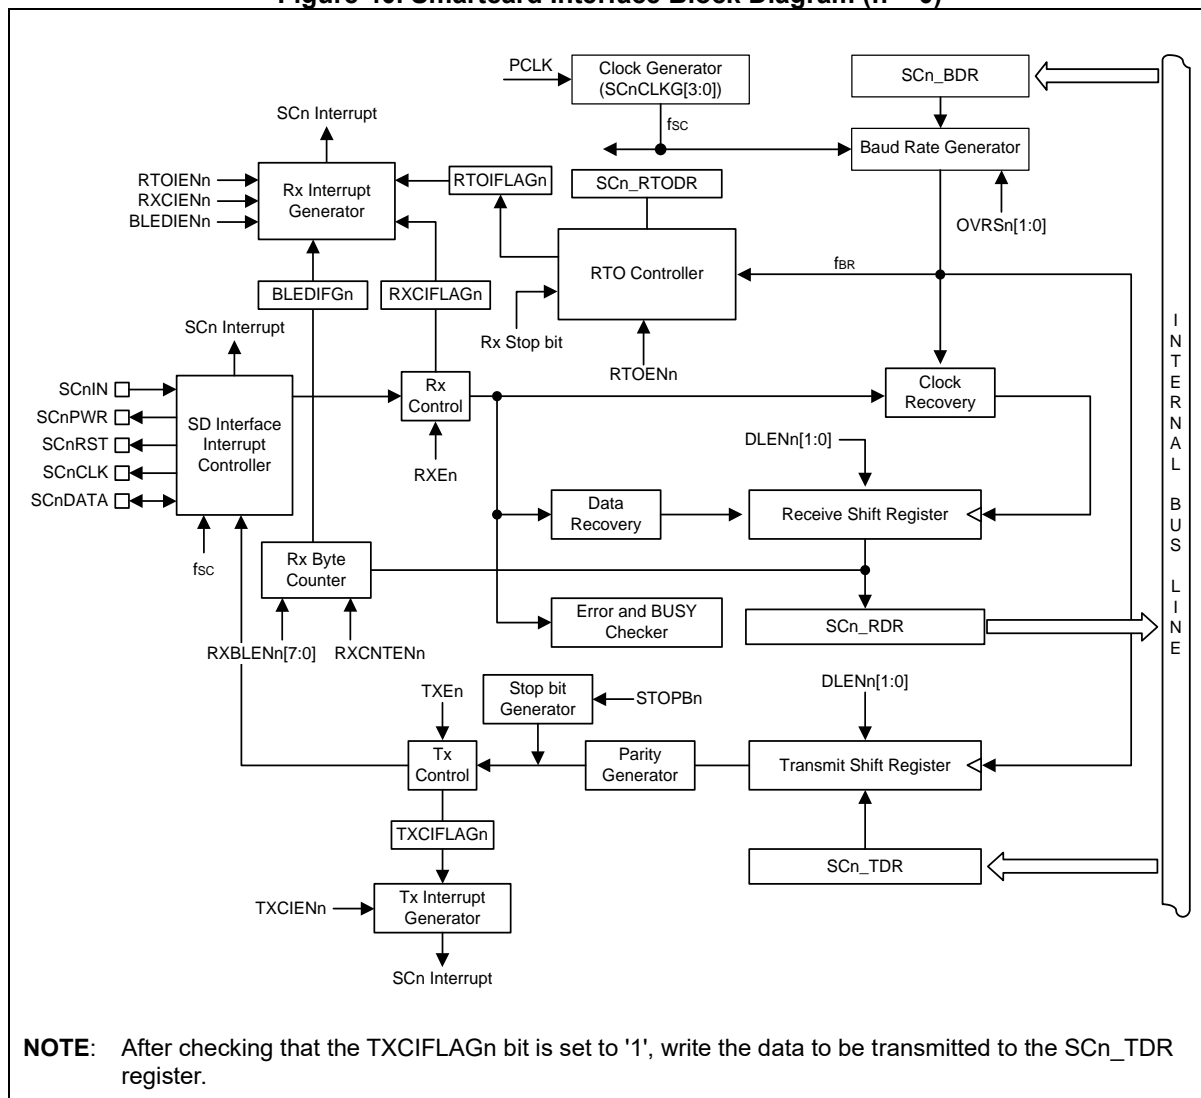 PCLK
Clock Generator
(SCnCLKG[3:0])
SCn_BDR
SCn Interrupt
fSC
Baud Rate Generator
RTOIENn
RXCIENn
BLEDIENn
Rx Interrupt
Generator
RTOIFLAGn
SCn_RTODR
OVRSn[1:0]
RTO Controller
fBR
BLEDIFGn
RXCIFLAGn
Rx Stop bit
RTOENn
SCn Interrupt
SCnIN
SCnPWR
SCnRST
SCnCLK
SCnDATA
SD Interface
Interrupt
Controller
Rx
Control
Clock
Recovery
RXEn
DLENn[1:0]
Data
Recovery
Receive Shift Register
fSC
Rx Byte
Counter
Error and BUSY
Checker
SCn_RDR
RXBLENn[7:0]
RXCNTENn
TXEn
Stop bit
Generator
STOPBn
DLENn[1:0]
Tx
Control
Parity
Generator
Transmit Shift Register
TXCIFLAGn
SCn_TDR
TXCIENn
Tx Interrupt
Generator
SCn Interrupt
INTERNAL BUS LINE
NOTE: After checking that the TXCIFLAGn bit is set to '1', write the data to be transmitted to the SCn_TDR
register.